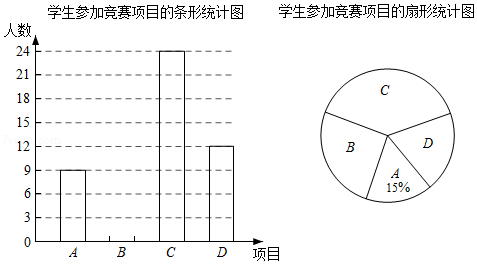 学生参加竞赛项目的条形统计图
人数
24
21
18
15
12
9
6
3
0
A B C D 项目
学生参加竞赛项目的扇形统计图
C
B
D
A
15%